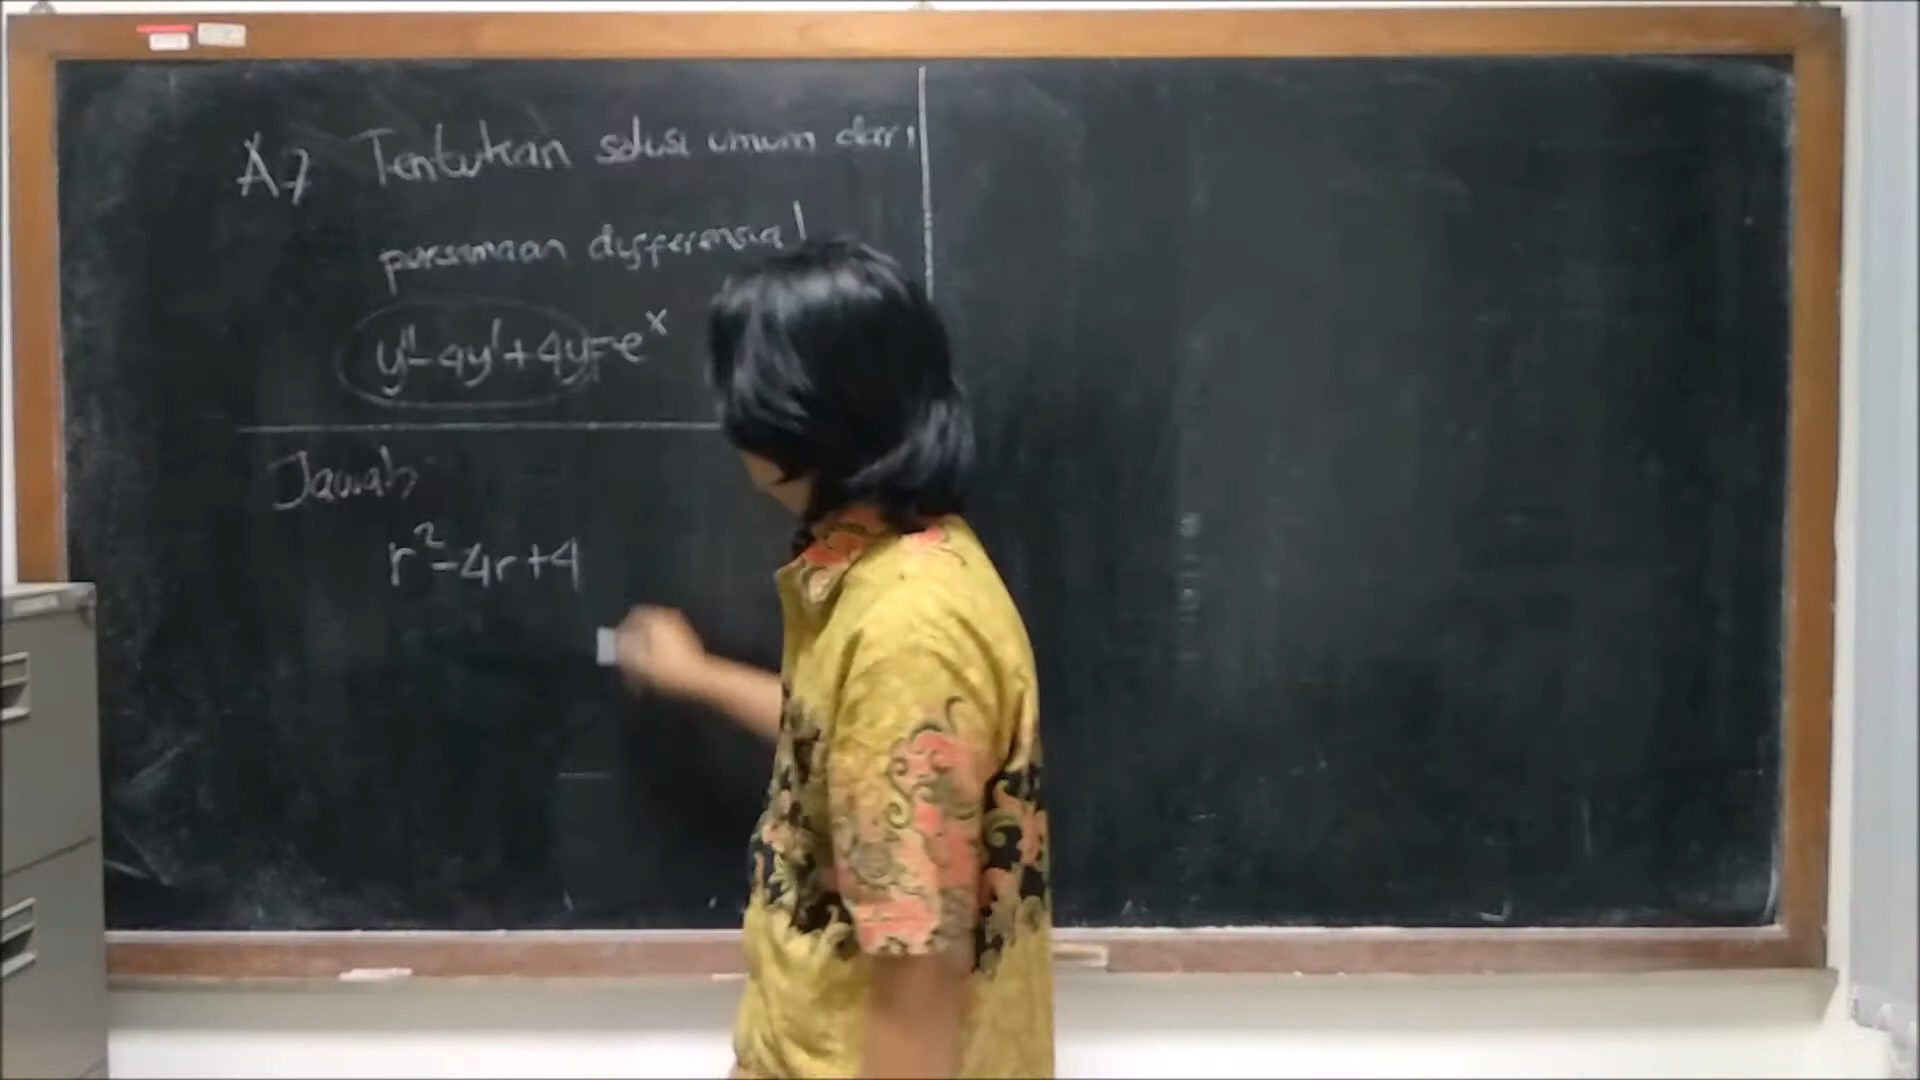 A7 Tentukan solusi umum dari
persamaan differensial
y''-4y'+4y=e^x
Jawab
r²-4r+4